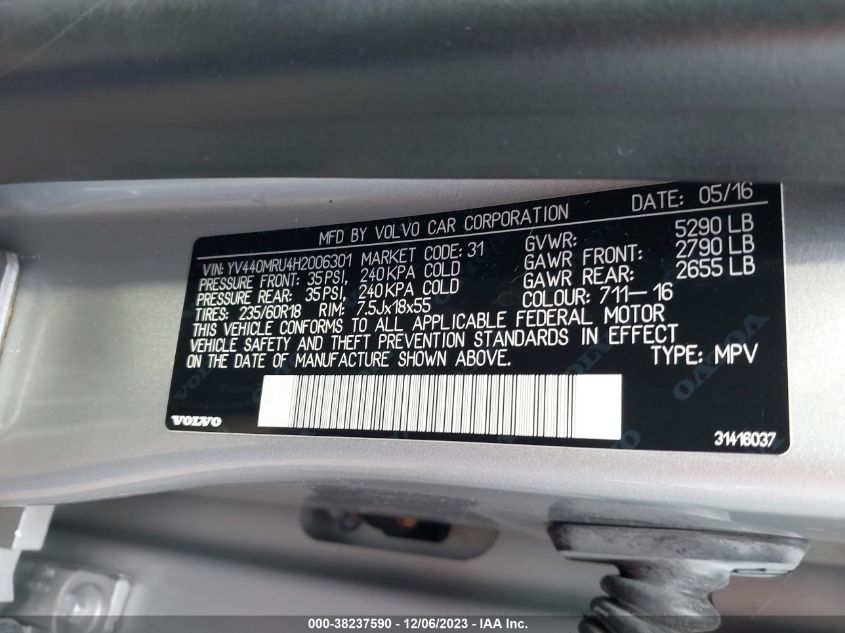 MFD BY VOLVO CAR CORPORATION DATE: 05/16
VIN: YV440MRU4H2006301 MARKET CODE: 31 GVWR: 5290 LB
PRESSURE FRONT: 35PSI, 240KPA COLD GAWR FRONT: 2790 LB
PRESSURE REAR: 35PSI, 240KPA COLD GAWR REAR: 2655 LB
TIRES: 235/60R18 RIM: 7.5Jx18x55 COLOUR: 711-16
THIS VEHICLE CONFORMS TO ALL APPLICABLE FEDERAL MOTOR
VEHICLE SAFETY AND THEFT PREVENTION STANDARDS IN EFFECT
ON THE DATE OF MANUFACTURE SHOWN ABOVE. TYPE: MPV
VOLVO 31416037
000-38237590 - 12/06/2023 - IAA Inc.